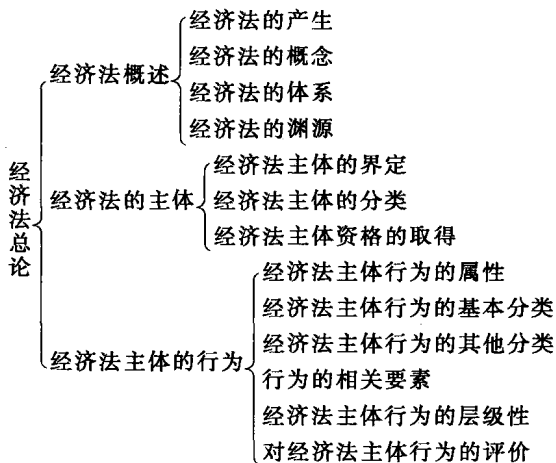 经济法总论
经济法概述
经济法的产生
经济法的概念
经济法的体系
经济法的渊源
经济法的主体
经济法主体的界定
经济法主体的分类
经济法主体资格的取得
经济法主体的行为
经济法主体行为的属性
经济法主体行为的基本分类
经济法主体行为的其他分类
行为的相关要素
经济法主体行为的层级性
对经济法主体行为的评价